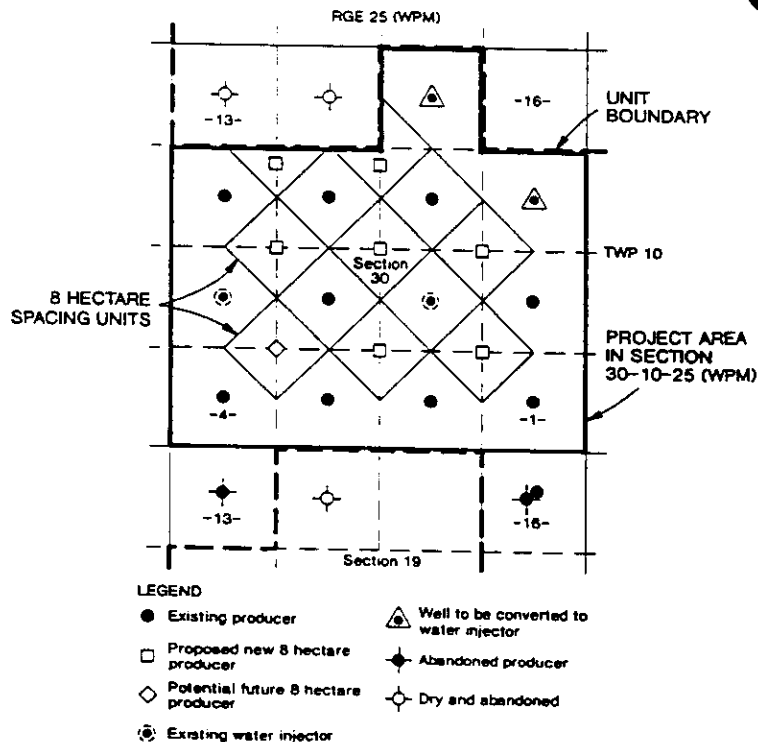 RGE 25 (WPM)
-13-
-16-
UNIT
BOUNDARY
TWP 10
Section
30
8 HECTARE
SPACING UNITS
PROJECT AREA
IN SECTION
30-10-25 (WPM)
-4-
-1-
-13-
-16-
Section 19
LEGEND
Existing producer
Well to be converted to
water injector
Proposed new 8 hectare
producer
Abandoned producer
Potential future 8 hectare
producer
Dry and abandoned
Existing water injector